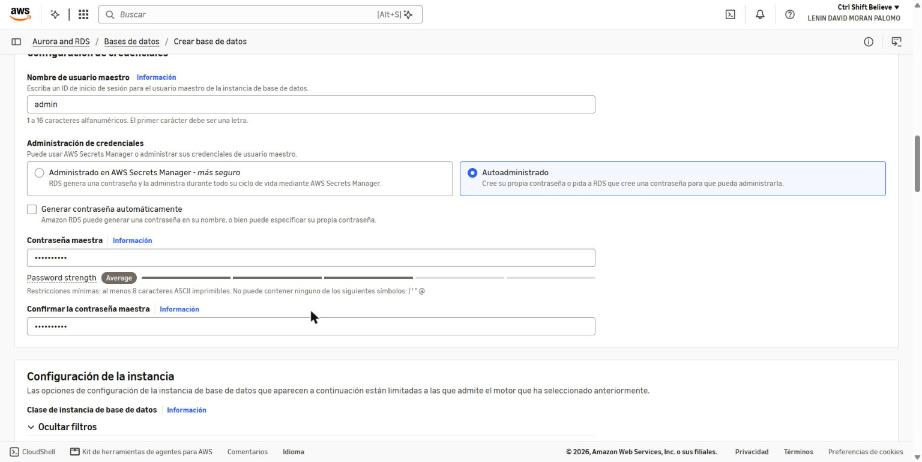 aws
Buscar
[Alt+S]
Ctrl Shift Believe
LENIN DAVID MORAN PALOMO
Aurora and RDS / Bases de datos / Crear base de datos
Configuración de credenciales
Nombre de usuario maestro Información
Escriba un ID de inicio de sesión para el usuario maestro de la instancia de base de datos.
admin
1 a 16 caracteres alfanuméricos. El primer carácter debe ser una letra.
Administración de credenciales
Puede usar AWS Secrets Manager o administrar sus credenciales de usuario maestro.
Administrado en AWS Secrets Manager - más seguro
RDS genera una contraseña y la administra durante todo su ciclo de vida mediante AWS Secrets Manager.
Autoadministrado
Cree su propia contraseña o pida a RDS que cree una contraseña para que pueda administrarla.
Generar contraseña automáticamente
Amazon RDS puede generar una contraseña en su nombre, o bien puede especificar su propia contraseña.
Contraseña maestra Información
••••••••••
Password strength Average
Restricciones mínimas: al menos 8 caracteres ASCII imprimibles. No puede contener ninguno de los siguientes símbolos: / ' " @
Confirmar la contraseña maestra Información
••••••••••
Configuración de la instancia
Las opciones de configuración de la instancia de base de datos que aparecen a continuación están limitadas a las que admite el motor que ha seleccionado anteriormente.
Clase de instancia de base de datos Información
Ocultar filtros
CloudShell Kit de herramientas de agentes para AWS Comentarios Idioma © 2026, Amazon Web Services, Inc. o sus filiales. Privacidad Términos Preferencias de cookies